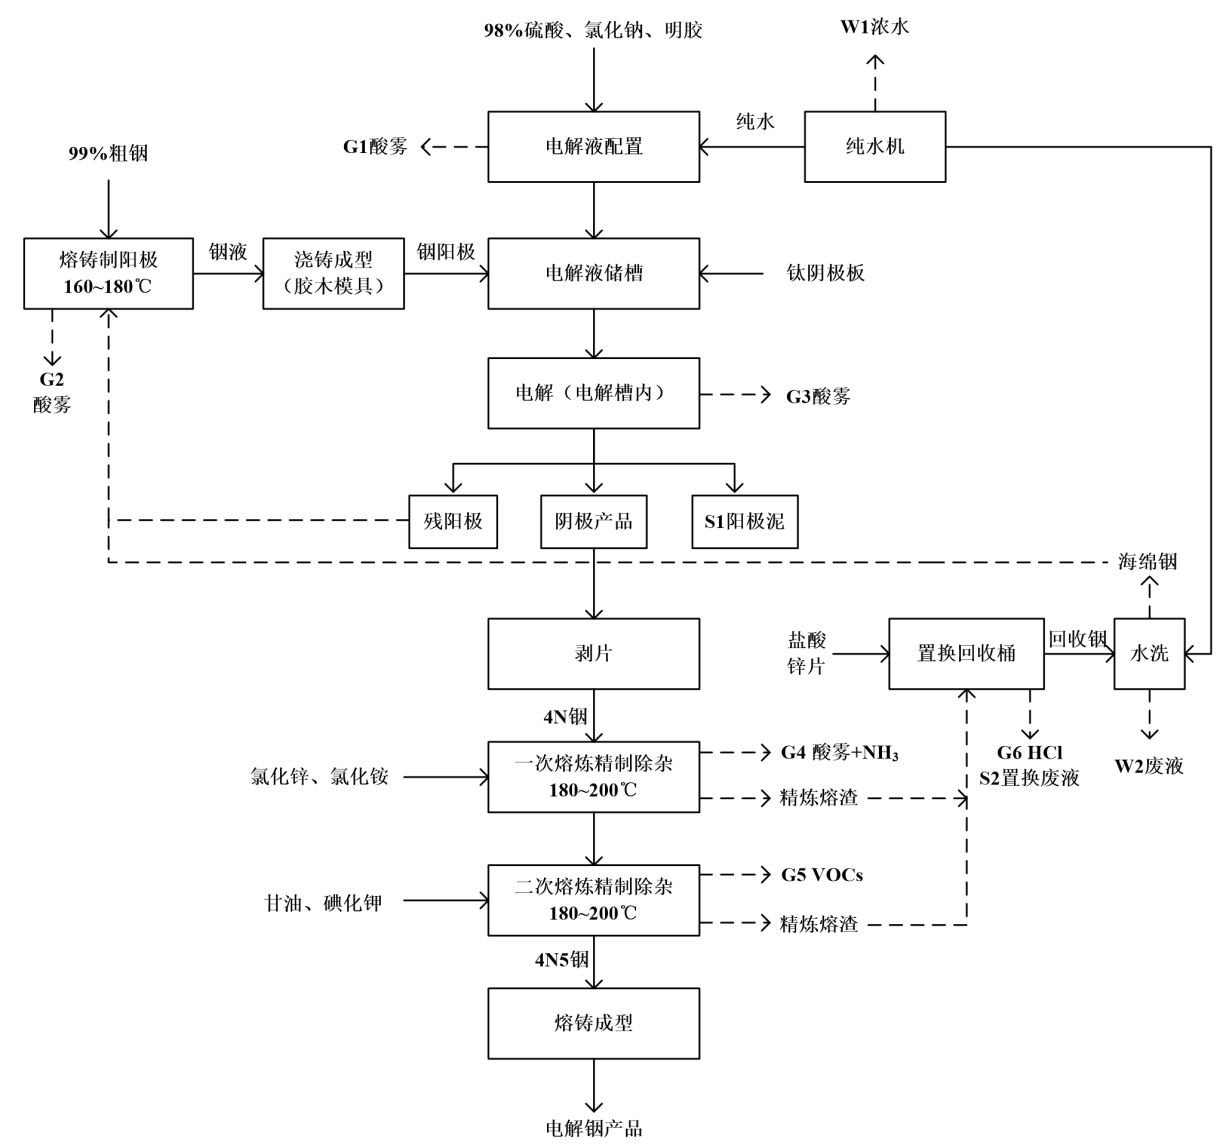 98%硫酸、氯化钠、明胶
W1浓水
纯水
G1酸雾
电解液配置
纯水机
99%粗铟
熔铸制阳极
160~180℃
铟液
浇铸成型
（胶木模具）
铟阳极
电解液储槽
钛阴极板
G2
酸雾
电解（电解槽内）
G3酸雾
残阳极
阴极产品
S1阳极泥
海绵铟
剥片
盐酸
锌片
置换回收桶
回收铟
水洗
4N铟
G4 酸雾+NH₃
G6 HCl
S2置换废液
W2废液
氯化锌、氯化铵
一次熔炼精制除杂
180~200℃
精炼熔渣
G5 VOCs
甘油、碘化钾
二次熔炼精制除杂
180~200℃
精炼熔渣
4N5铟
熔铸成型
电解铟产品